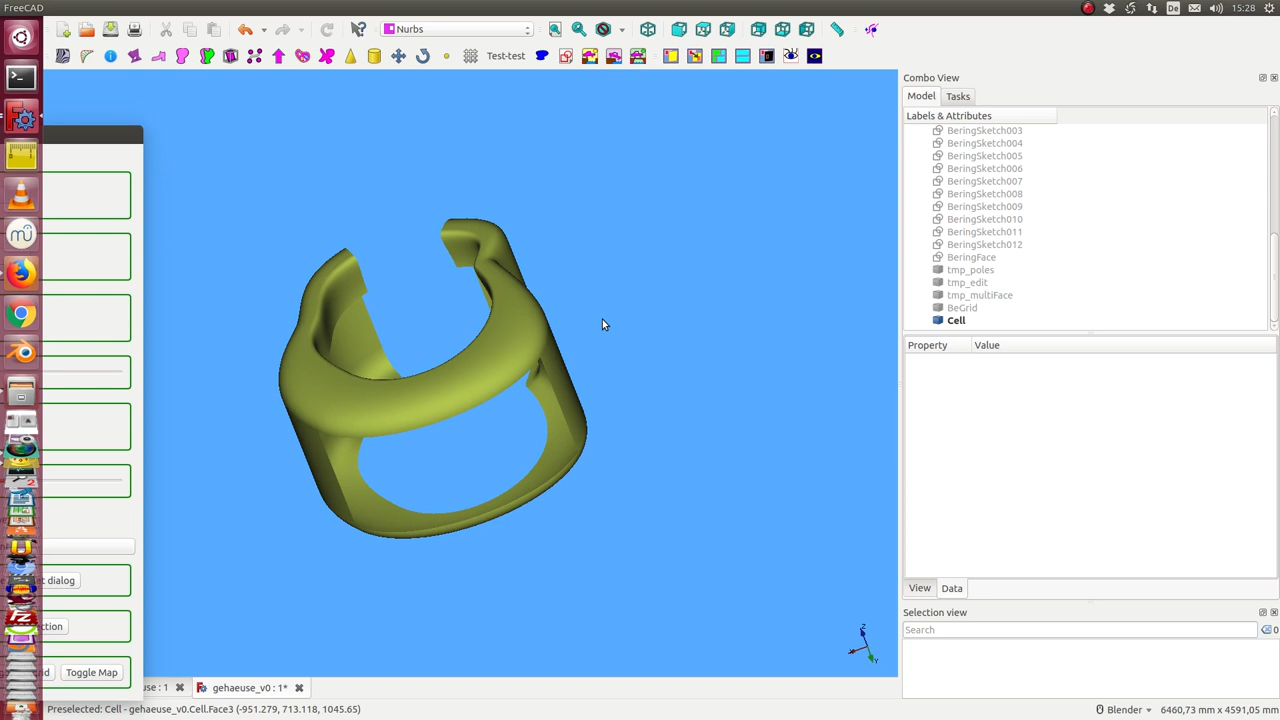 FreeCAD
De
15:28
Nurbs
Test-test
Combo View
Model
Tasks
Labels & Attributes
BeringSketch003
BeringSketch004
BeringSketch005
BeringSketch006
BeringSketch007
BeringSketch008
BeringSketch009
BeringSketch010
BeringSketch011
BeringSketch012
BeringFace
tmp_poles
tmp_edit
tmp_multiFace
BeGrid
Cell
Property
Value
View
Data
Selection view
Search
0
t dialog
ction
id
Toggle Map
use : 1
gehaeuse_v0 : 1*
Z
X
Y
Preselected: Cell - gehaeuse_v0.Cell.Face3 (-951.279, 713.118, 1045.65)
Blender
6460,73 mm x 4591,05 mm